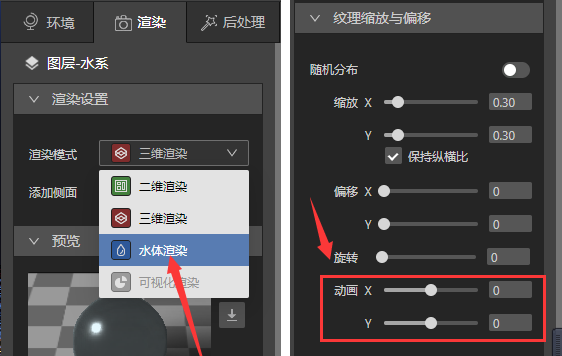 环境 渲染 后处理
图层-水系
渲染设置
渲染模式 三维渲染
二维渲染
添加侧面
三维渲染
水体渲染
预览
可视化渲染
纹理缩放与偏移
随机分布
缩放 X 0.30
Y 0.30
保持纵横比
偏移 X 0
Y 0
旋转 0
动画 X 0
Y 0